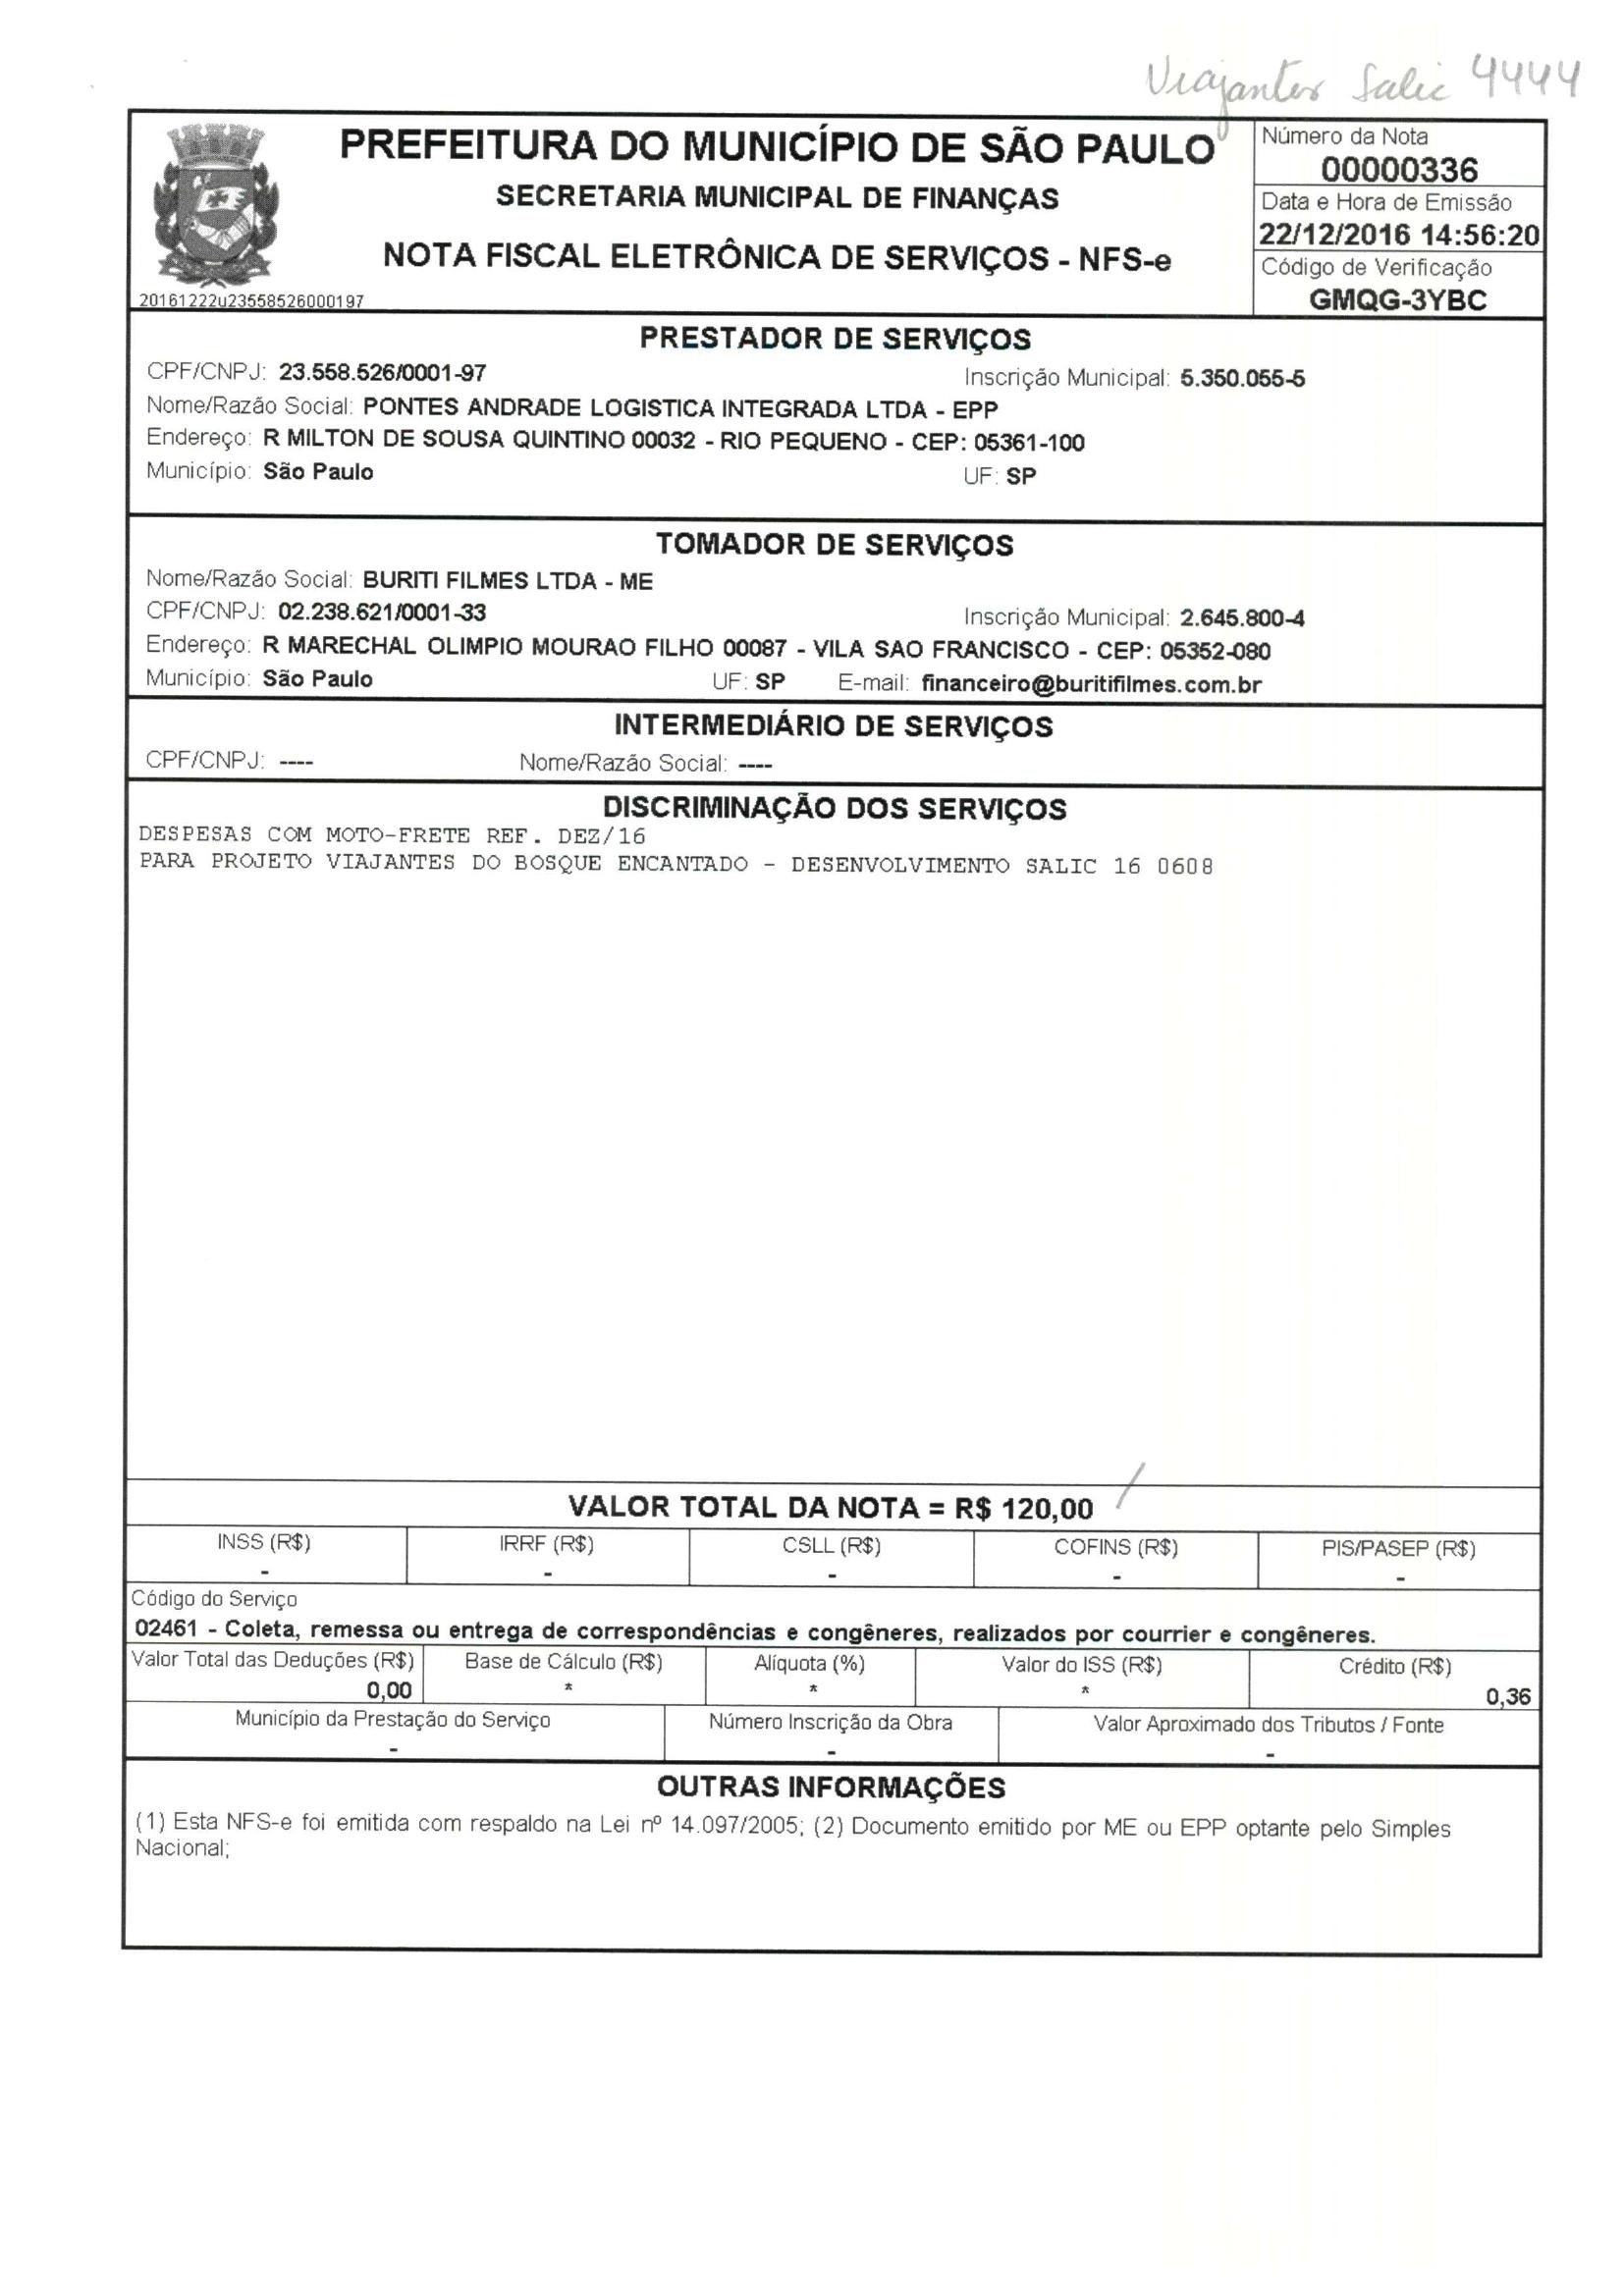 Viajantes Salic 4444
PREFEITURA DO MUNICÍPIO DE SÃO PAULO
SECRETARIA MUNICIPAL DE FINANÇAS
NOTA FISCAL ELETRÔNICA DE SERVIÇOS - NFS-e
20161222u23558526000197
Número da Nota
00000336
Data e Hora de Emissão
22/12/2016 14:56:20
Código de Verificação
GMQG-3YBC
PRESTADOR DE SERVIÇOS
CPF/CNPJ: 23.558.526/0001-97 Inscrição Municipal: 5.350.055-5
Nome/Razão Social: PONTES ANDRADE LOGISTICA INTEGRADA LTDA - EPP
Endereço: R MILTON DE SOUSA QUINTINO 00032 - RIO PEQUENO - CEP: 05361-100
Município: São Paulo UF: SP
TOMADOR DE SERVIÇOS
Nome/Razão Social: BURITI FILMES LTDA - ME
CPF/CNPJ: 02.238.621/0001-33 Inscrição Municipal: 2.645.800-4
Endereço: R MARECHAL OLIMPIO MOURAO FILHO 00087 - VILA SAO FRANCISCO - CEP: 05352-080
Município: São Paulo UF: SP E-mail: financeiro@buritifilmes.com.br
INTERMEDIÁRIO DE SERVIÇOS
CPF/CNPJ: ---- Nome/Razão Social: ----
DISCRIMINAÇÃO DOS SERVIÇOS
DESPESAS COM MOTO-FRETE REF. DEZ/16
PARA PROJETO VIAJANTES DO BOSQUE ENCANTADO - DESENVOLVIMENTO SALIC 16 0608
VALOR TOTAL DA NOTA = R$ 120,00
INSS (R$) IRRF (R$) CSLL (R$) COFINS (R$) PIS/PASEP (R$)
- - - - -
Código do Serviço
02461 - Coleta, remessa ou entrega de correspondências e congêneres, realizados por courrier e congêneres.
Valor Total das Deduções (R$) Base de Cálculo (R$) Alíquota (%) Valor do ISS (R$) Crédito (R$)
0,00 * * * 0,36
Município da Prestação do Serviço Número Inscrição da Obra Valor Aproximado dos Tributos / Fonte
- - -
OUTRAS INFORMAÇÕES
(1) Esta NFS-e foi emitida com respaldo na Lei nº 14.097/2005; (2) Documento emitido por ME ou EPP optante pelo Simples
Nacional;